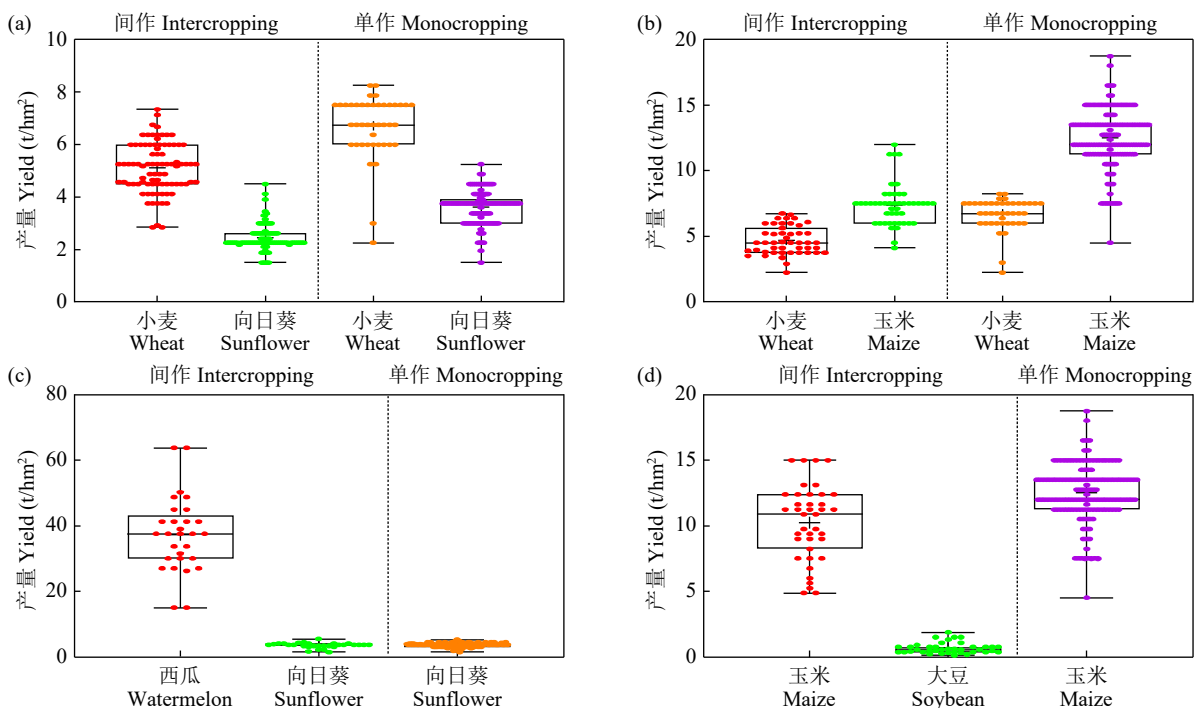 (a)
间作 Intercropping
单作 Monocropping
产量 Yield (t/hm²)
10
8
6
4
2
0
小麦
Wheat
向日葵
Sunflower
小麦
Wheat
向日葵
Sunflower
(b)
间作 Intercropping
单作 Monocropping
产量 Yield (t/hm²)
20
15
10
5
0
小麦
Wheat
玉米
Maize
小麦
Wheat
玉米
Maize
(c)
间作 Intercropping
单作 Monocropping
产量 Yield (t/hm²)
80
60
40
20
0
西瓜
Watermelon
向日葵
Sunflower
向日葵
Sunflower
(d)
间作 Intercropping
单作 Monocropping
产量 Yield (t/hm²)
20
15
10
5
0
玉米
Maize
大豆
Soybean
玉米
Maize